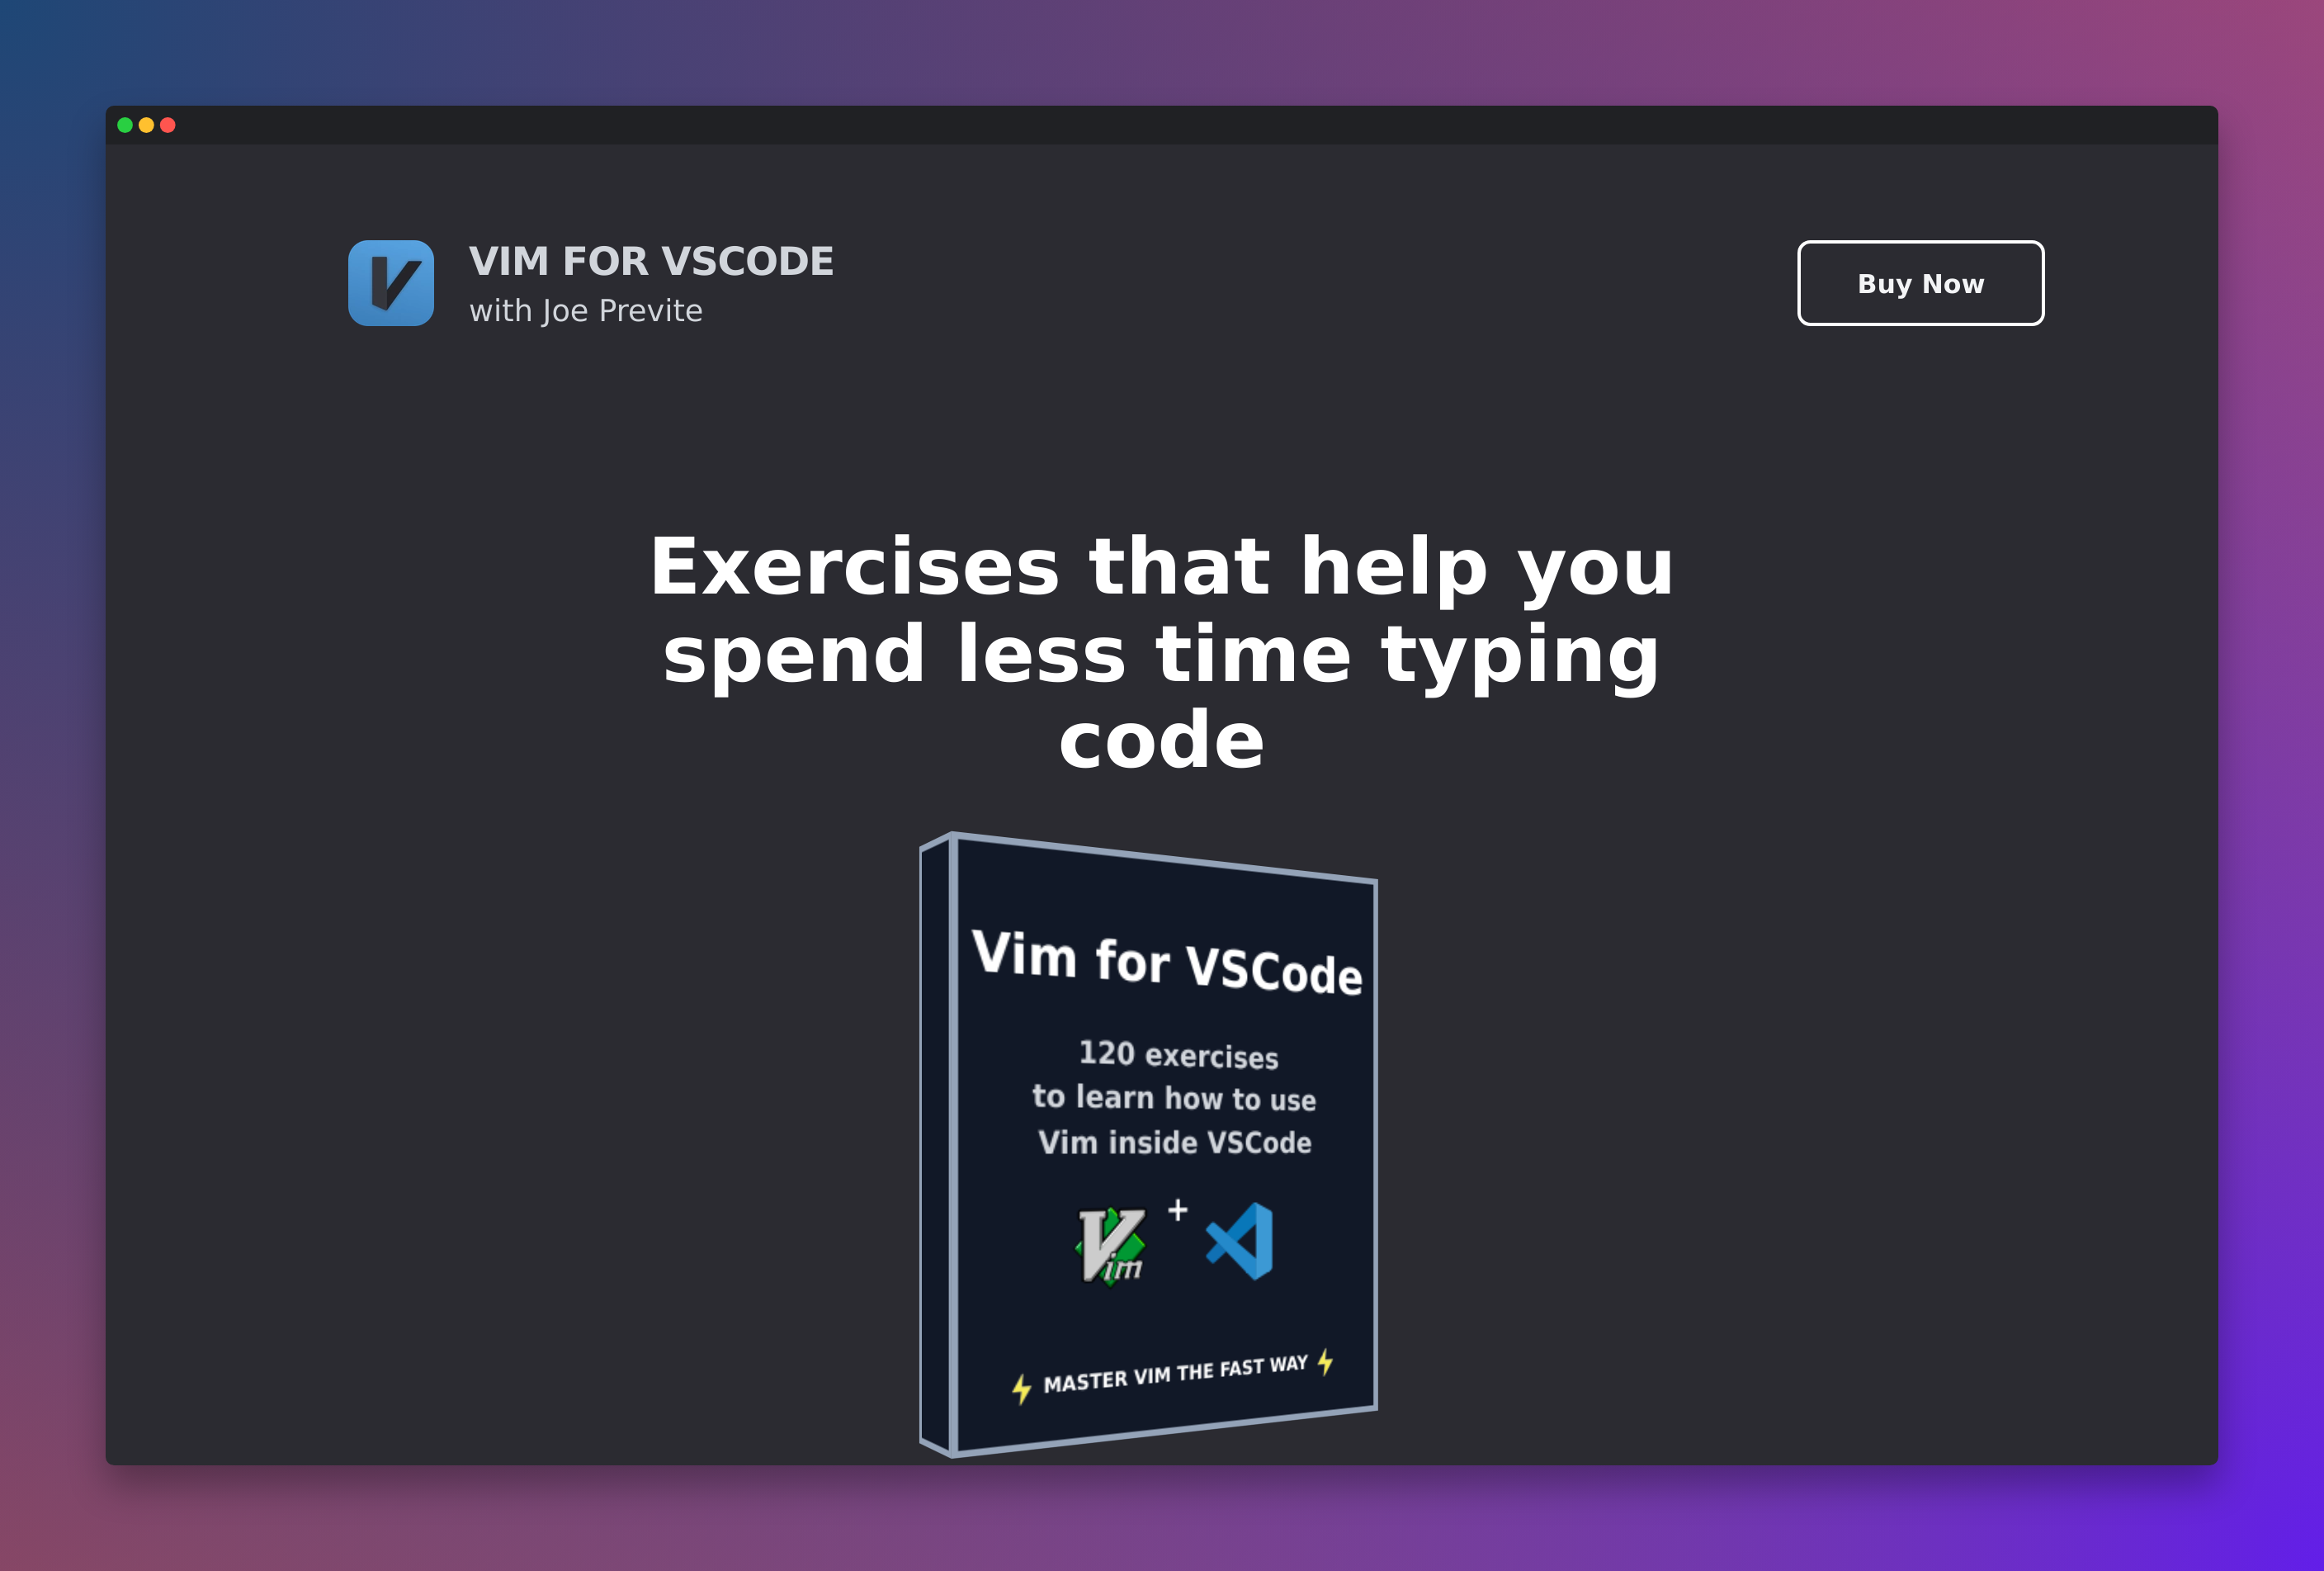 VIM FOR VSCODE
with Joe Previte
Buy Now
Exercises that help you
spend less time typing
code
Vim for VSCode
120 exercises
to learn how to use
Vim inside VSCode
Vim
+
⚡ MASTER VIM THE FAST WAY ⚡